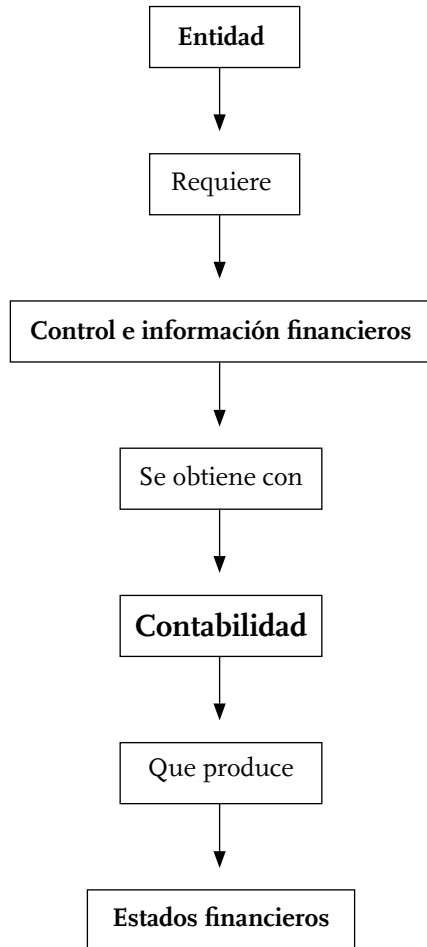 Entidad
Requiere
Control e información financieros
Se obtiene con
Contabilidad
Que produce
Estados financieros